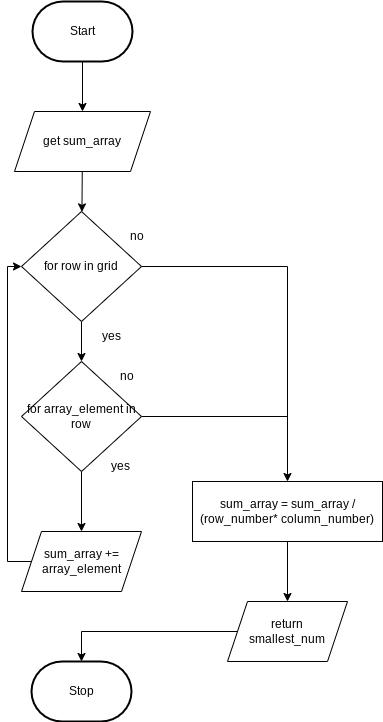 Start
get sum_array
no
for row in grid
yes
no
for array_element in
row
yes
sum_array = sum_array /
(row_number* column_number)
sum_array +=
array_element
return
smallest_num
Stop